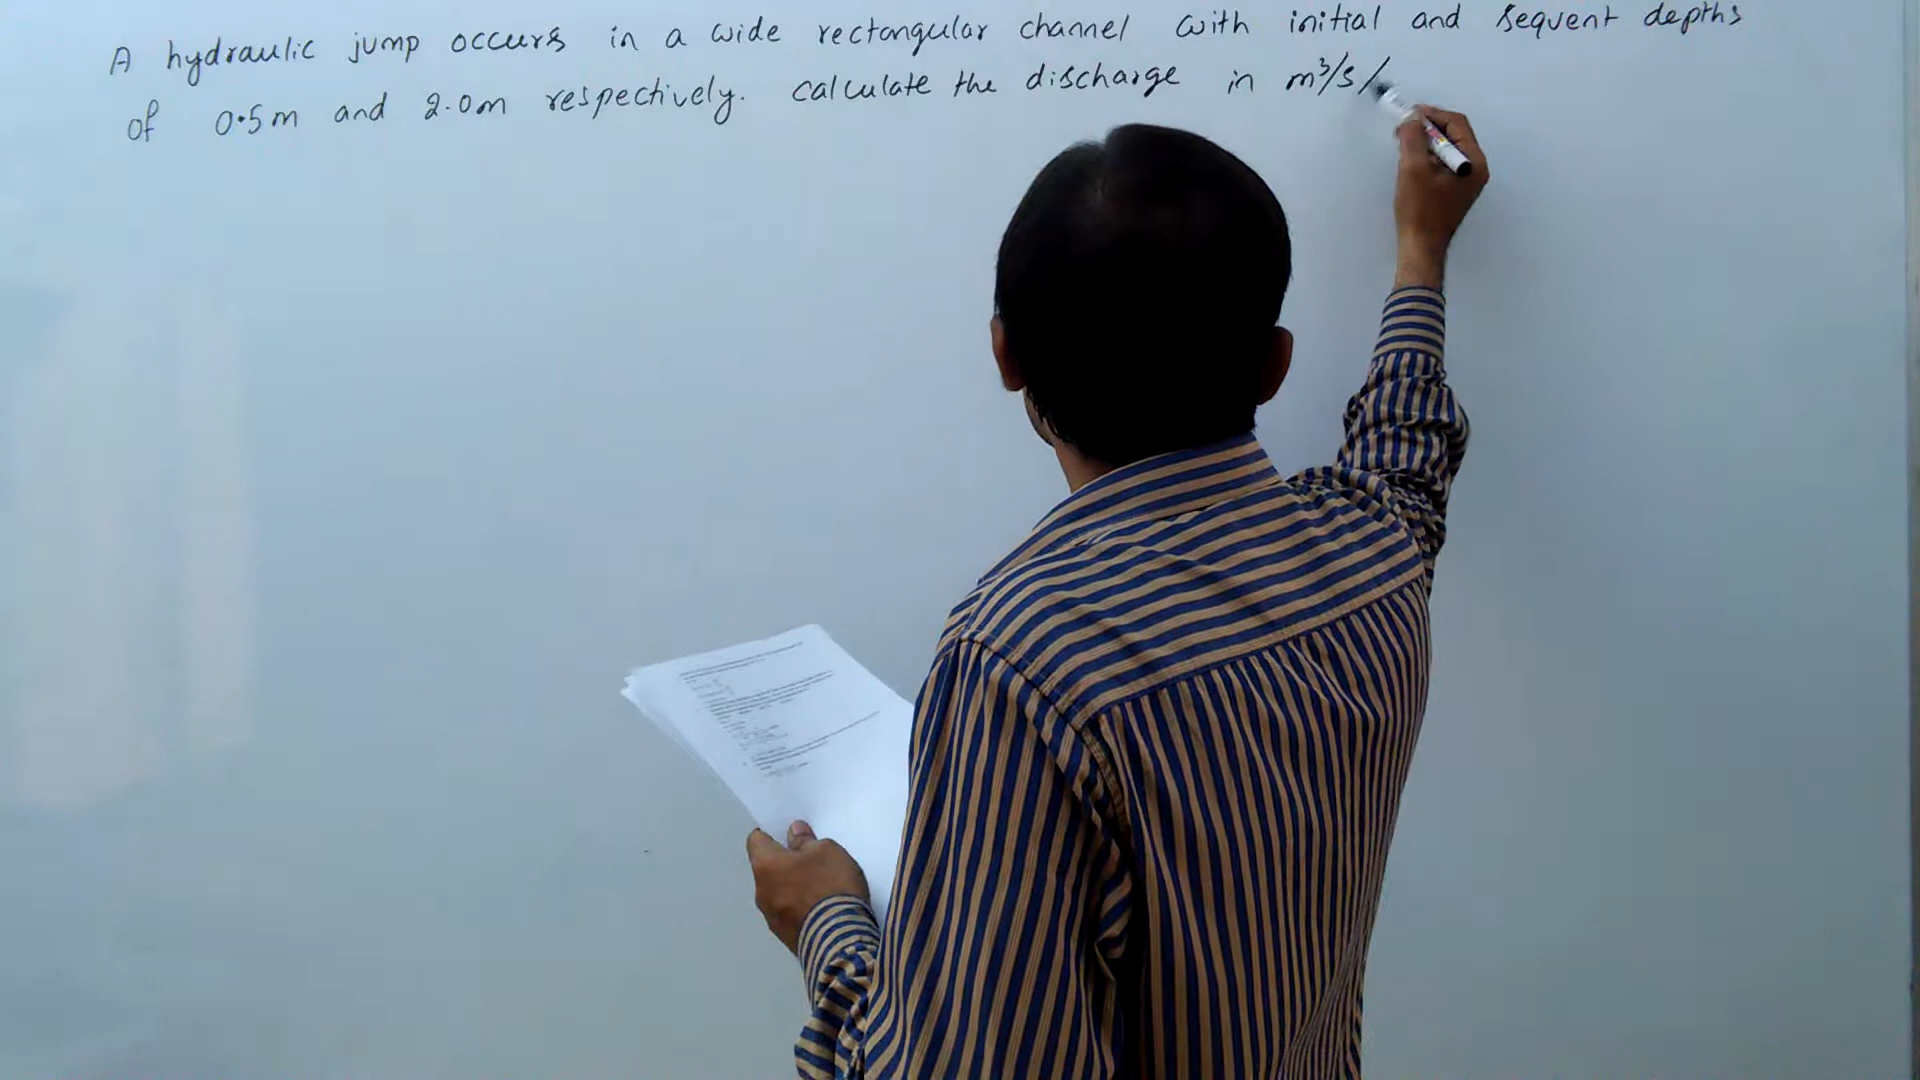 A hydraulic jump occurs in a wide rectangular channel with initial and sequent depths
of 0.5m and 2.0m respectively. calculate the discharge in m³/s/